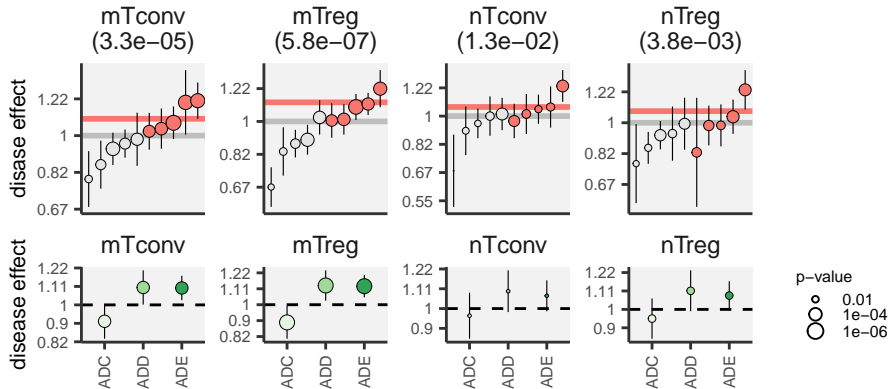 mTconv
(3.3e−05)
mTreg
(5.8e−07)
nTconv
(1.3e−02)
nTreg
(3.8e−03)
disease effect
1.22
1
0.82
0.67
1.22
1
0.82
0.67
1.22
1
0.82
0.67
0.55
1.22
1
0.82
0.67
mTconv
mTreg
nTconv
nTreg
disease effect
1.22
1.11
1
0.9
0.82
1.22
1.11
1
0.9
0.82
1.22
1.11
1
0.9
1.22
1.11
1
0.9
ADC
ADD
ADE
ADC
ADD
ADE
ADC
ADD
ADE
ADC
ADD
ADE
p−value
0.01
1e−04
1e−06